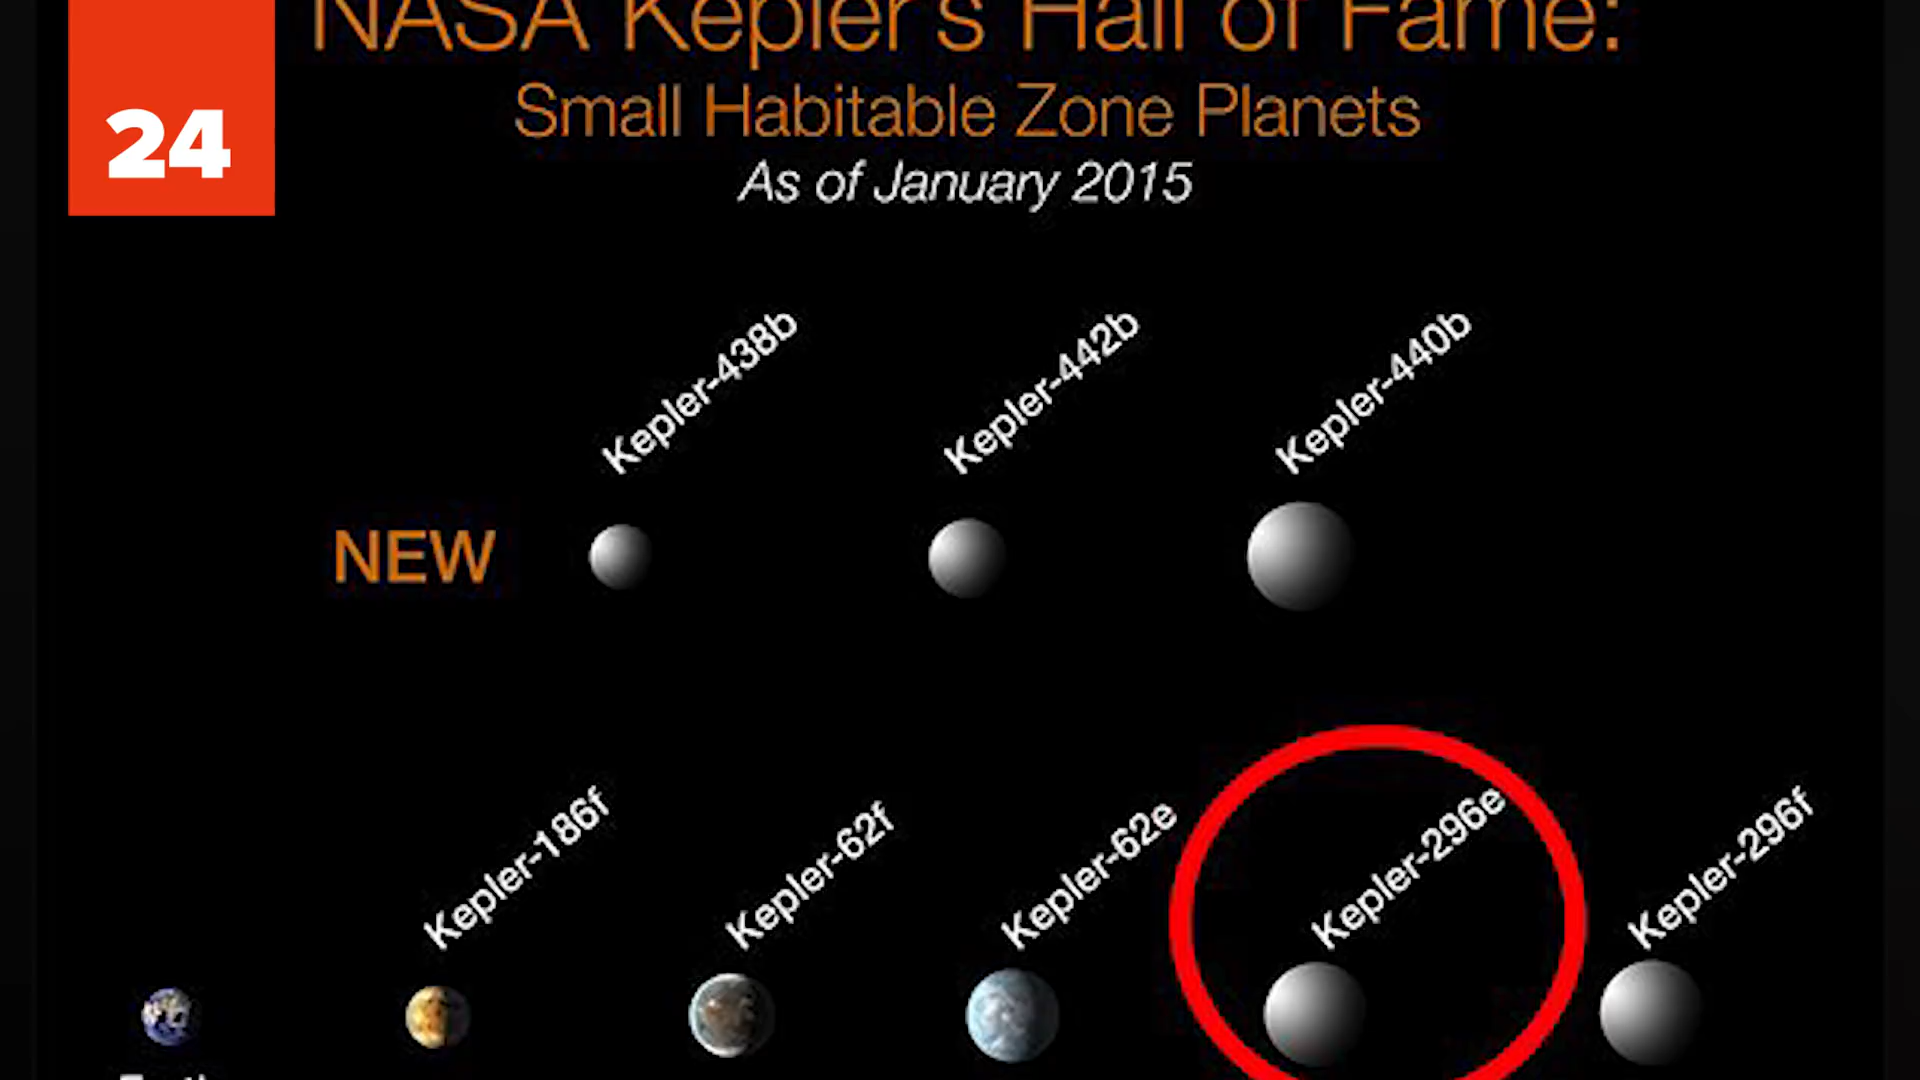 NASA Kepler's Hall of Fame:
24
Small Habitable Zone Planets
As of January 2015
Kepler-438b
Kepler-442b
Kepler-440b
NEW
Kepler-186f
Kepler-62f
Kepler-62e
Kepler-296e
Kepler-296f